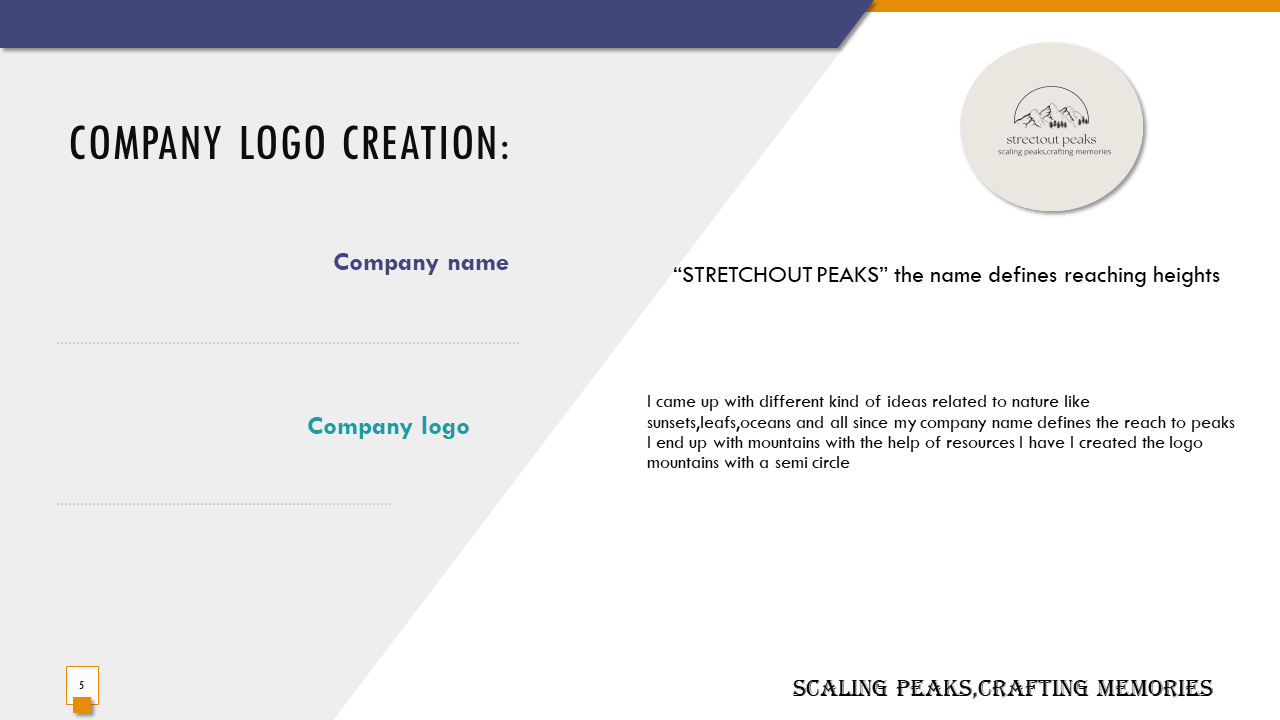 COMPANY LOGO CREATION:
strectout peaks
scaling peaks,crafting memories
Company name
“STRETCHOUT PEAKS” the name defines reaching heights
Company logo
I came up with different kind of ideas related to nature like
sunsets,leafs,oceans and all since my company name defines the reach to peaks
I end up with mountains with the help of resources I have I created the logo
mountains with a semi circle
5
SCALING PEAKS,CRAFTING MEMORIES